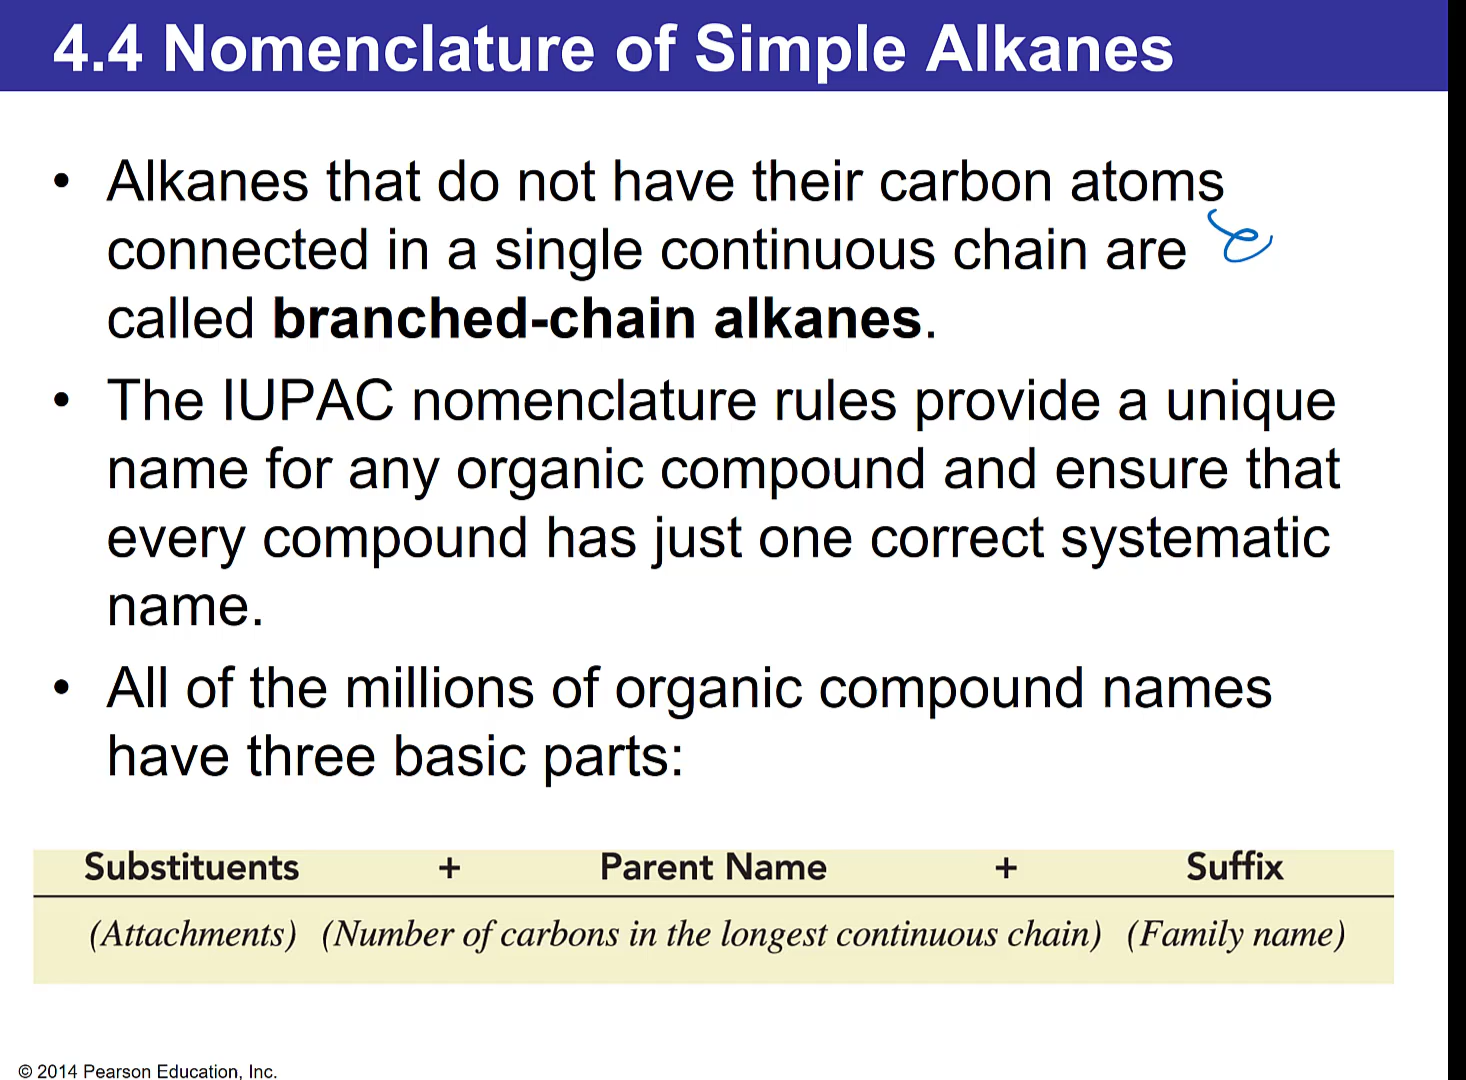 4.4 Nomenclature of Simple Alkanes
• Alkanes that do not have their carbon atoms
connected in a single continuous chain are
called branched-chain alkanes.
• The IUPAC nomenclature rules provide a unique
name for any organic compound and ensure that
every compound has just one correct systematic
name.
• All of the millions of organic compound names
have three basic parts:
Substituents + Parent Name + Suffix
(Attachments) (Number of carbons in the longest continuous chain) (Family name)
© 2014 Pearson Education, Inc.